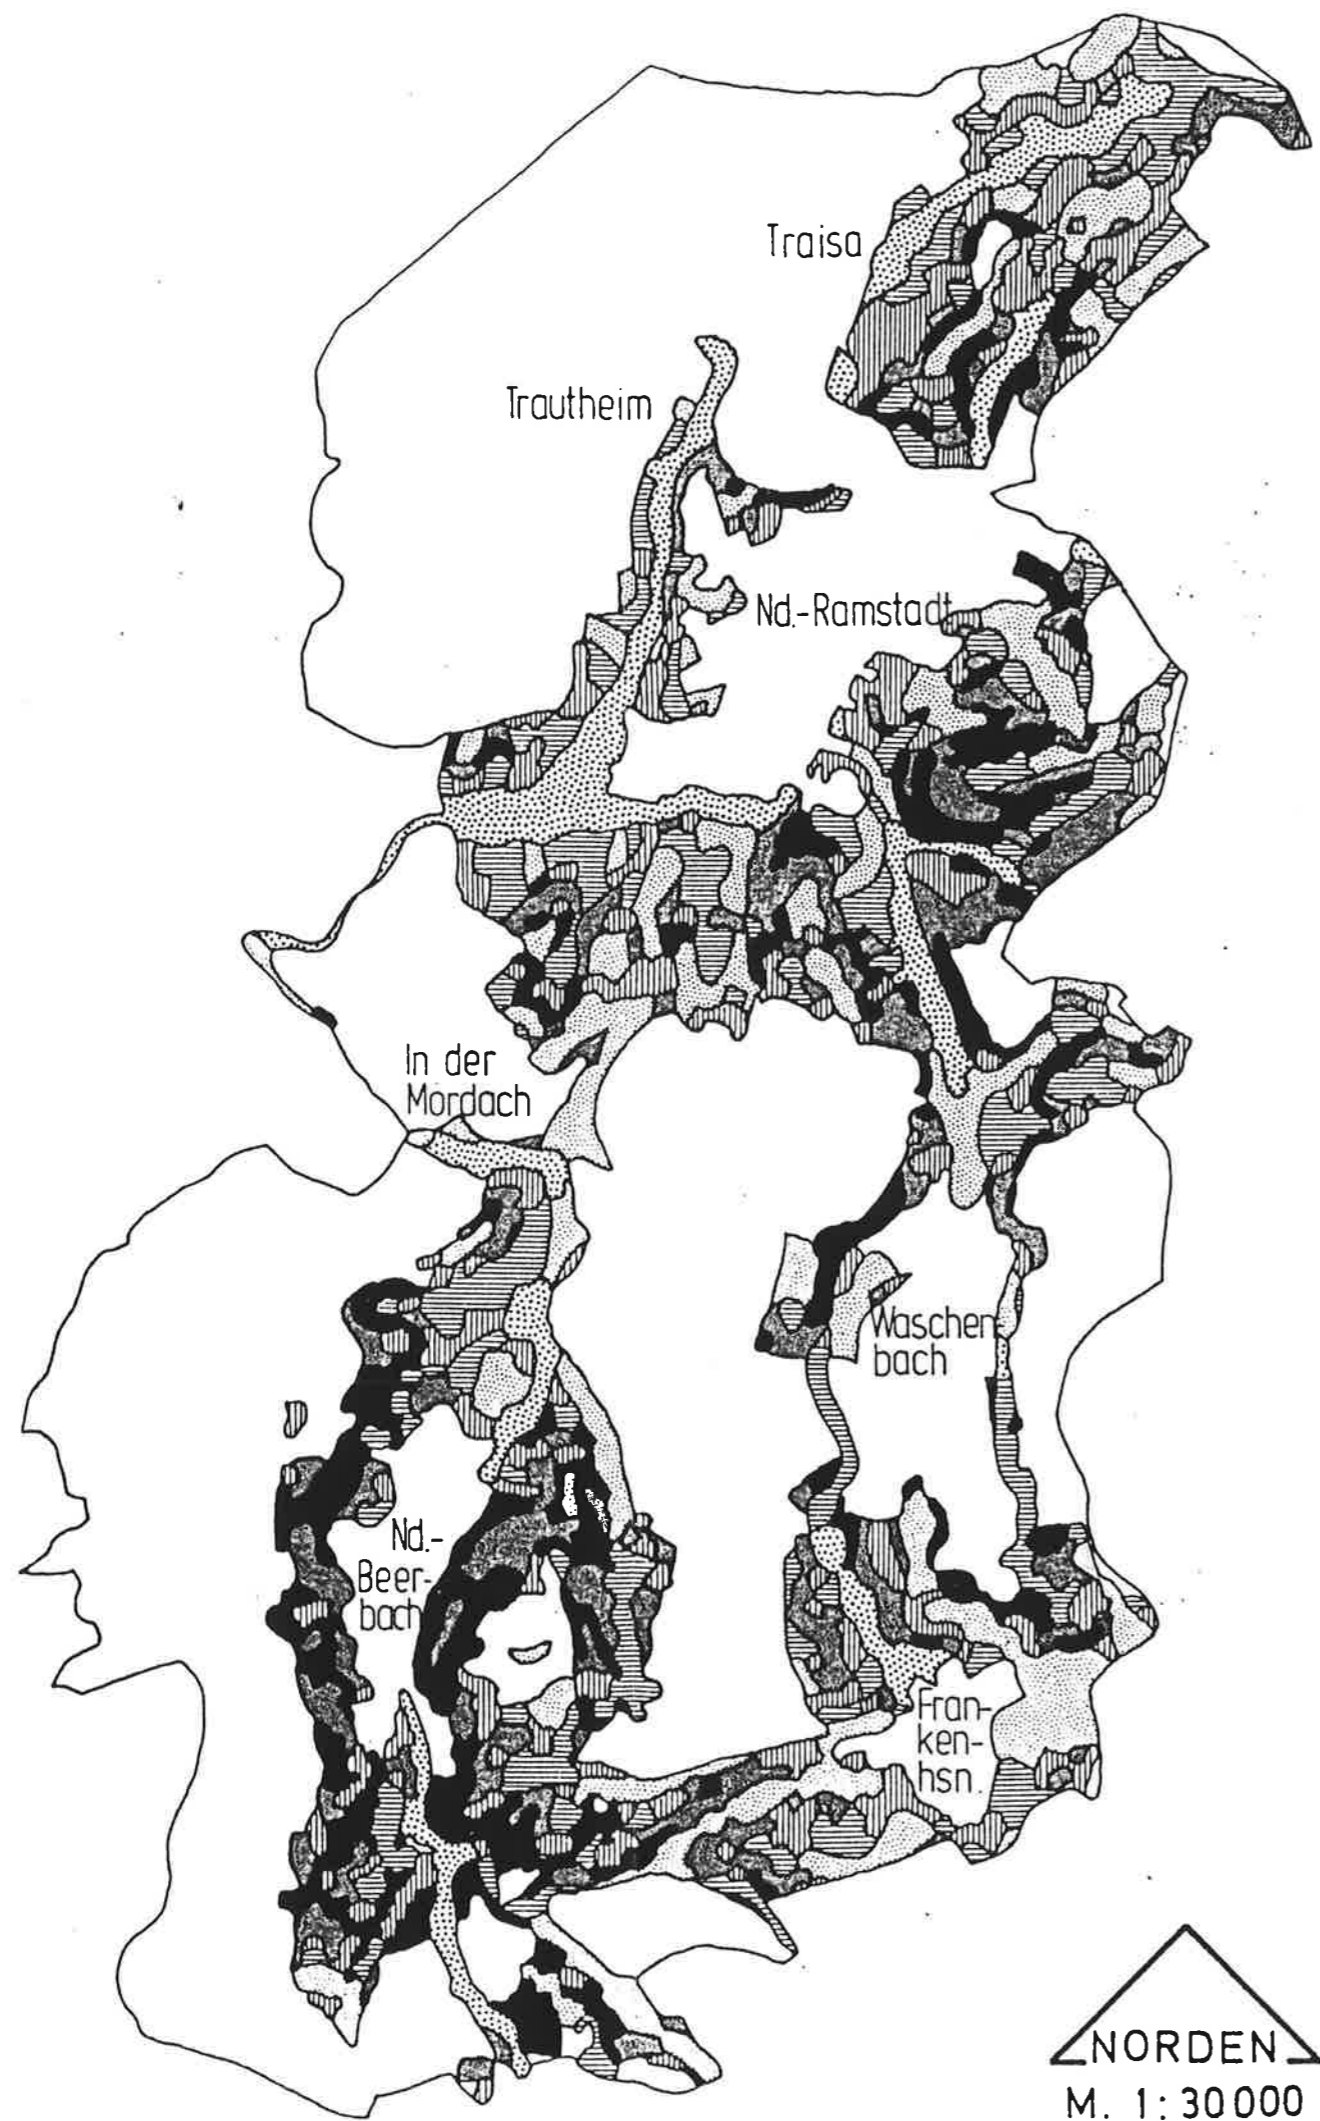 Traisa
Trautheim
Nd.-Ramstadt
In der
Mordach
Waschen-
bach
Nd.-
Beer-
bach
Fran-
ken-
hsn.
NORDEN
M. 1:30000